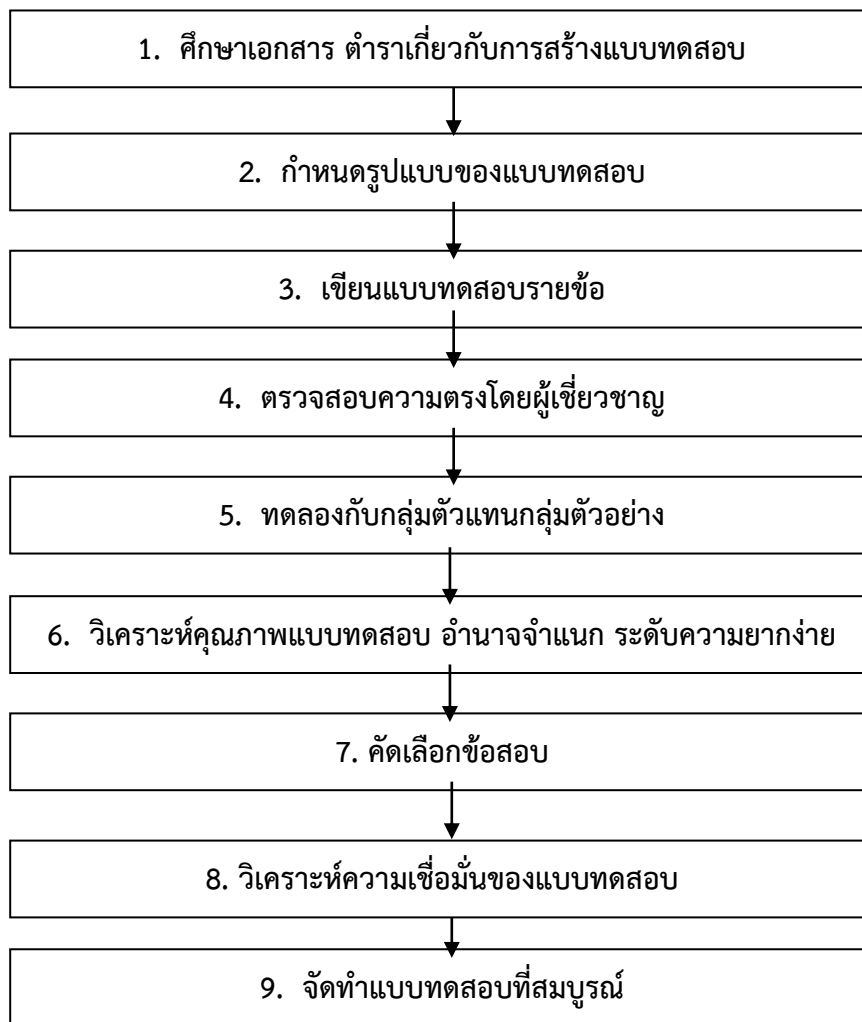 1. ศึกษาเอกสาร ตำราเกี่ยวกับการสร้างแบบทดสอบ
2. กำหนดรูปแบบของแบบทดสอบ
3. เขียนแบบทดสอบรายข้อ
4. ตรวจสอบความตรงโดยผู้เชี่ยวชาญ
5. ทดลองกับกลุ่มตัวแทนกลุ่มตัวอย่าง
6. วิเคราะห์คุณภาพแบบทดสอบ อำนาจจำแนก ระดับความยากง่าย
7. คัดเลือกข้อสอบ
8. วิเคราะห์ความเชื่อมั่นของแบบทดสอบ
9. จัดทำแบบทดสอบที่สมบูรณ์